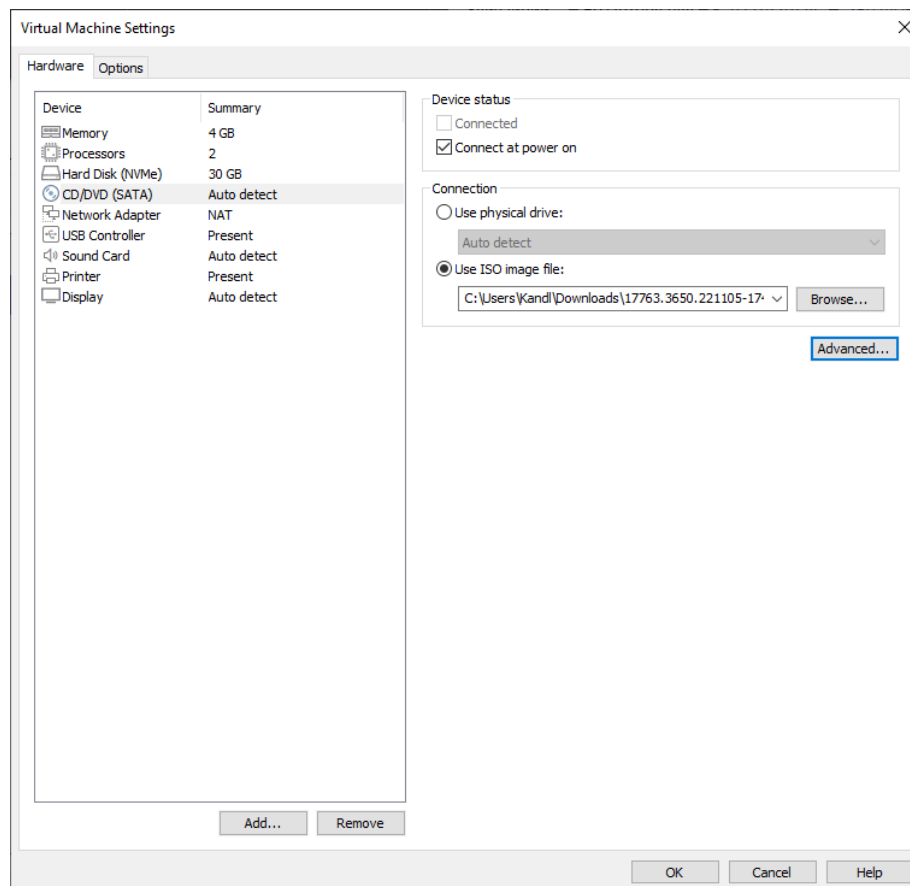 Virtual Machine Settings
Hardware Options
Device Summary
Memory 4 GB
Processors 2
Hard Disk (NVMe) 30 GB
CD/DVD (SATA) Auto detect
Network Adapter NAT
USB Controller Present
Sound Card Auto detect
Printer Present
Display Auto detect
Add... Remove
Device status
Connected
Connect at power on
Connection
Use physical drive:
Auto detect
Use ISO image file:
C:\Users\Kandl\Downloads\17763.3650.221105-17 Browse...
Advanced...
OK Cancel Help